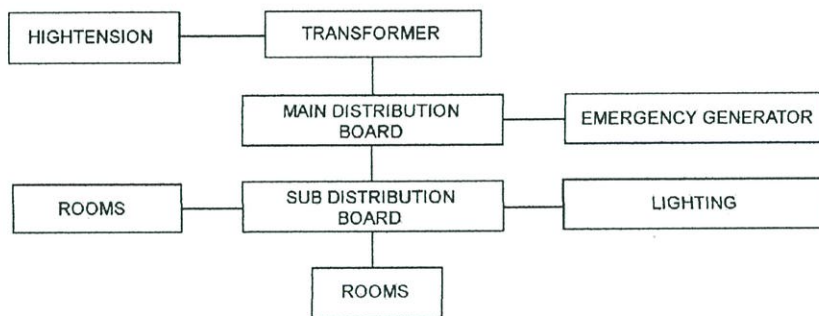 HIGHTENSION
TRANSFORMER
MAIN DISTRIBUTION
BOARD
EMERGENCY GENERATOR
ROOMS
SUB DISTRIBUTION
BOARD
LIGHTING
ROOMS